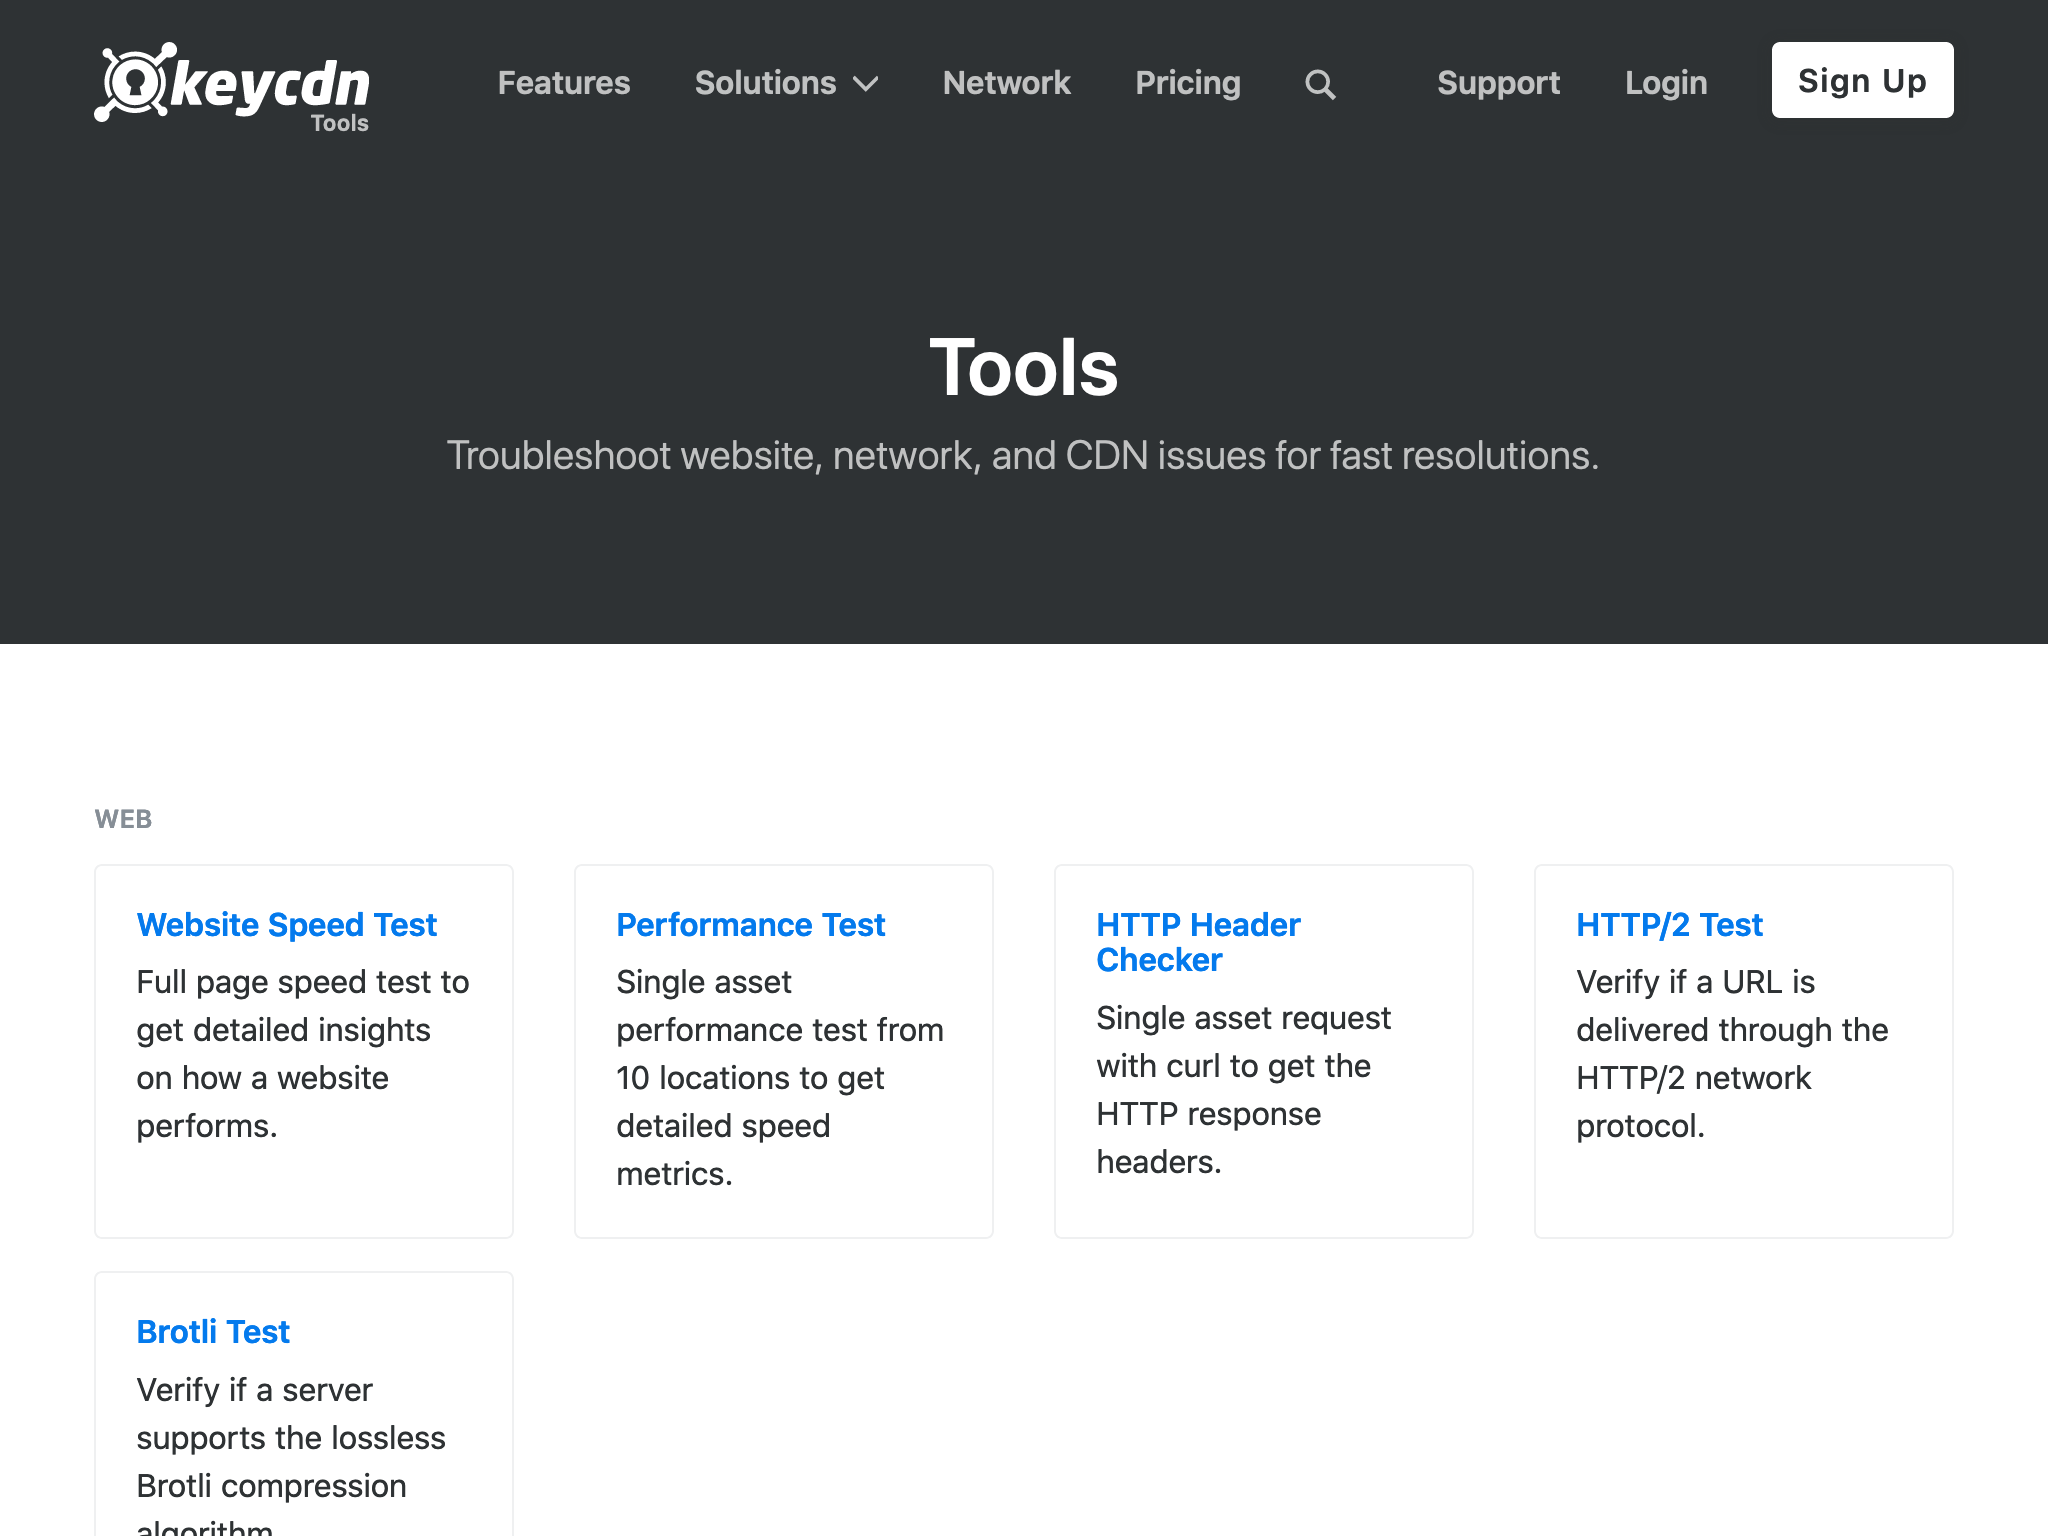 keycdn
Tools
Features
Solutions
Network
Pricing
Support
Login
Sign Up
Tools
Troubleshoot website, network, and CDN issues for fast resolutions.
WEB
Website Speed Test
Full page speed test to
get detailed insights
on how a website
performs.
Performance Test
Single asset
performance test from
10 locations to get
detailed speed
metrics.
HTTP Header
Checker
Single asset request
with curl to get the
HTTP response
headers.
HTTP/2 Test
Verify if a URL is
delivered through the
HTTP/2 network
protocol.
Brotli Test
Verify if a server
supports the lossless
Brotli compression
algorithm.